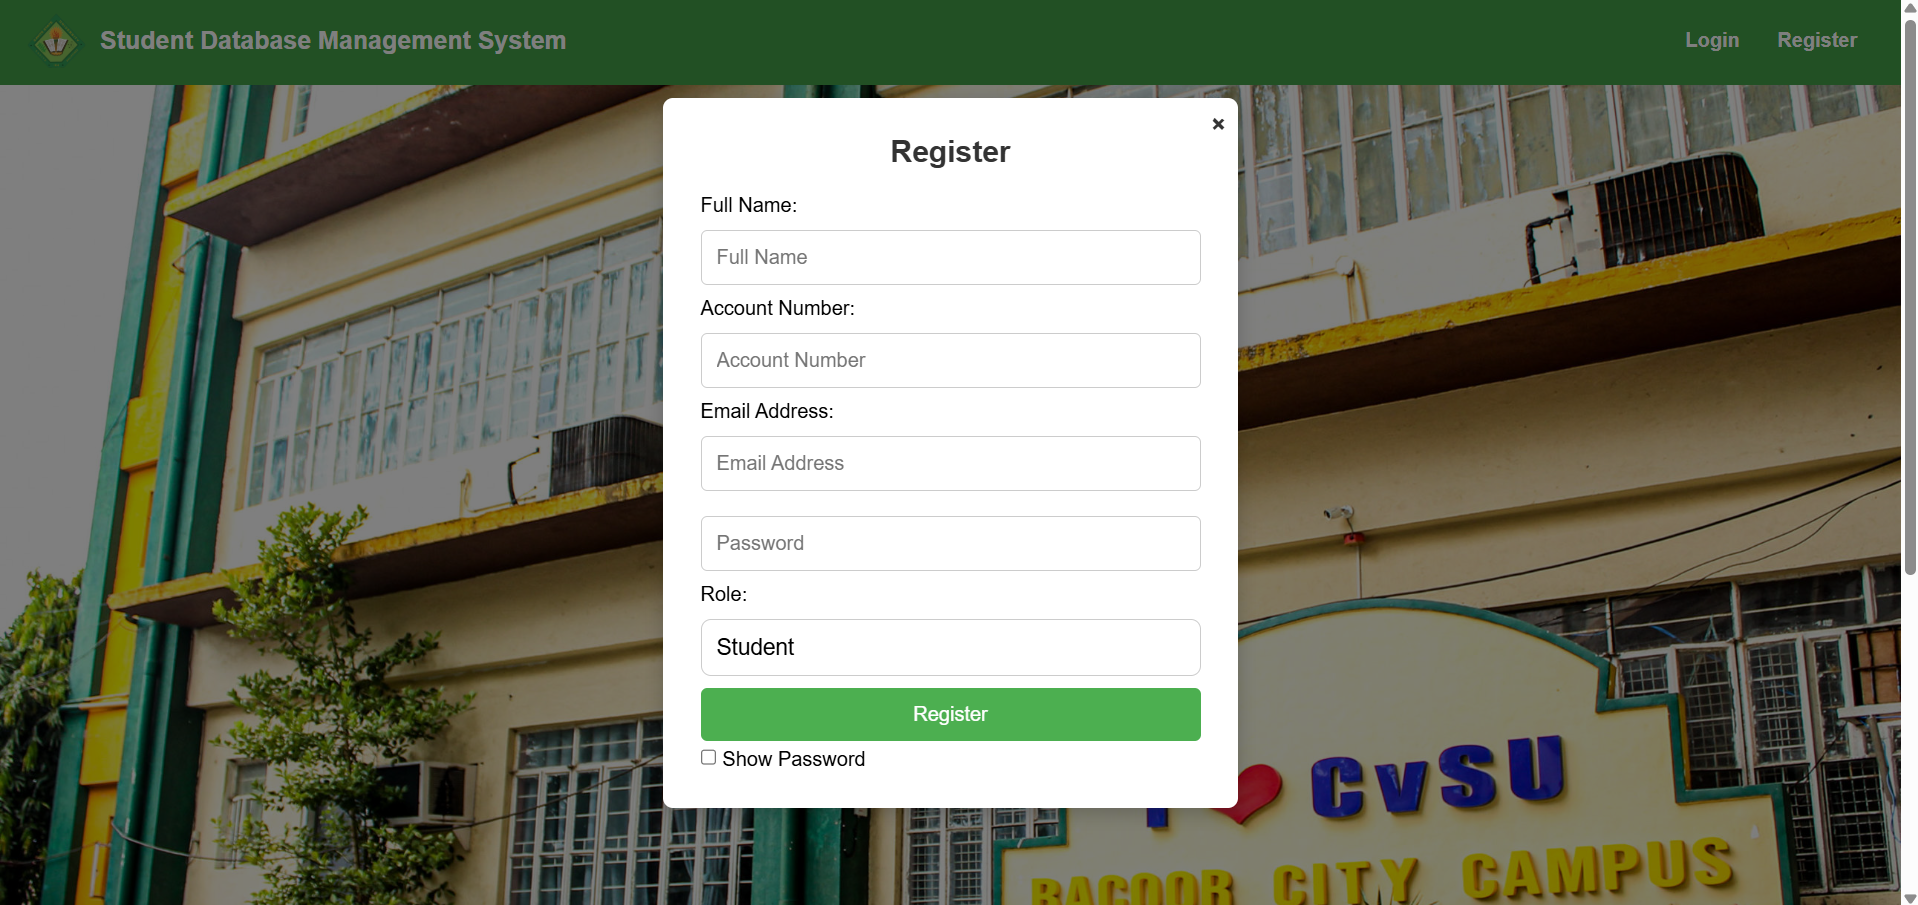 Student Database Management System
Login
Register
×
Register
Full Name:
Full Name
Account Number:
Account Number
Email Address:
Email Address
Password
Role:
Student
Register
Show Password
I ❤ CvSU
BACOOR CITY CAMPUS